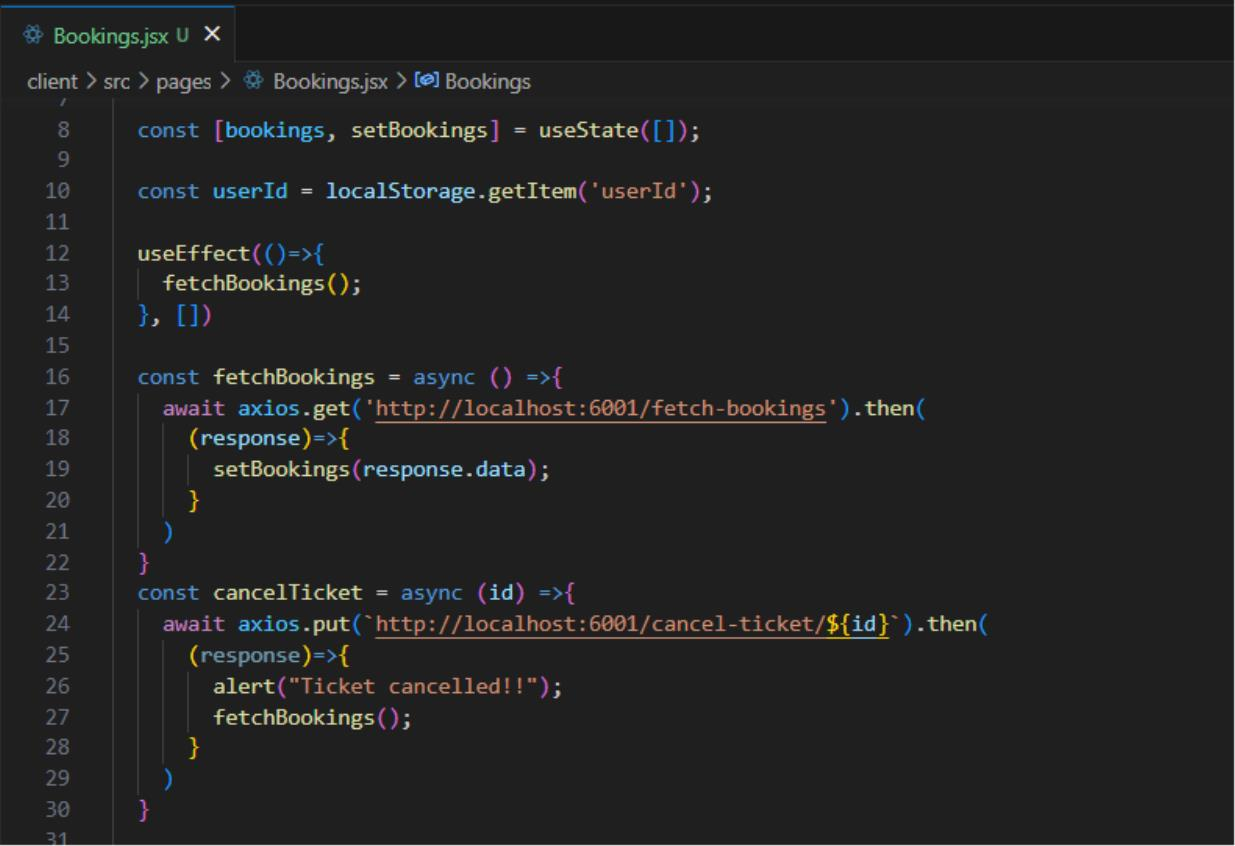 Bookings.jsx U ×
client > src > pages > Bookings.jsx > Bookings
7
8 const [bookings, setBookings] = useState([]);
9
10 const userId = localStorage.getItem('userId');
11
12 useEffect(()=>{
13 fetchBookings();
14 }, [])
15
16 const fetchBookings = async () =>{
17 await axios.get('http://localhost:6001/fetch-bookings').then(
18 (response)=>{
19 setBookings(response.data);
20 }
21 )
22 }
23 const cancelTicket = async (id) =>{
24 await axios.put(`http://localhost:6001/cancel-ticket/${id}`).then(
25 (response)=>{
26 alert("Ticket cancelled!!");
27 fetchBookings();
28 }
29 )
30 }
31